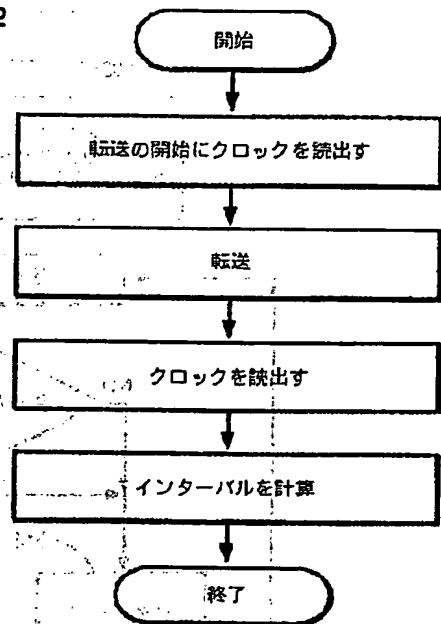 2
開始
転送の開始にクロックを読出す
転送
クロックを読出す
インターバルを計算
終了